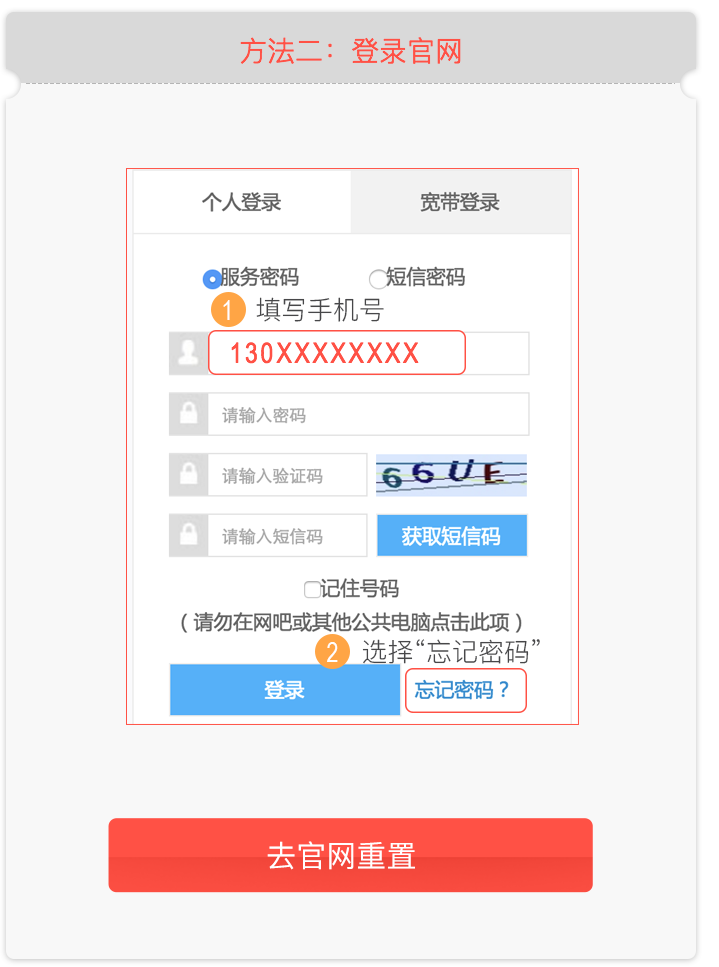 方法二：登录官网
个人登录 宽带登录
服务密码 短信密码
1 填写手机号
130XXXXXXXX
请输入密码
请输入验证码 66UE
请输入短信码 获取短信码
记住号码
（请勿在网吧或其他公共电脑点击此项）
2 选择“忘记密码”
登录 忘记密码？
去官网重置